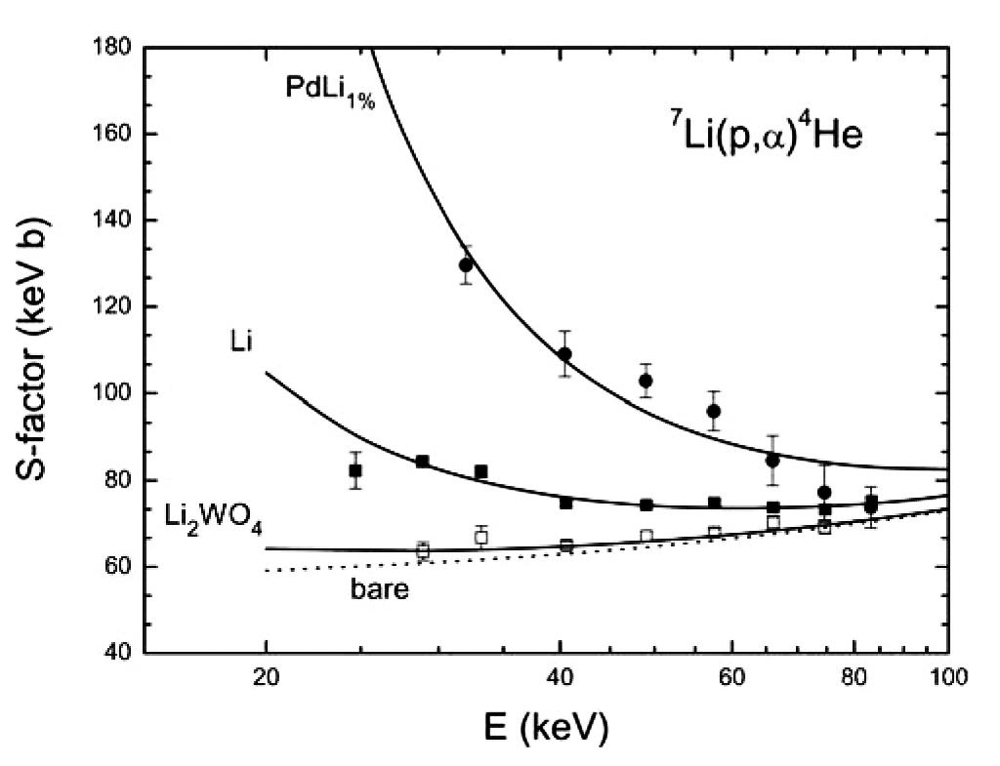 180
160
140
120
100
80
60
40
S-factor (keV b)
PdLi1%
⁷Li(p,α)⁴He
Li
Li2WO4
bare
20 40 60 80 100
E (keV)